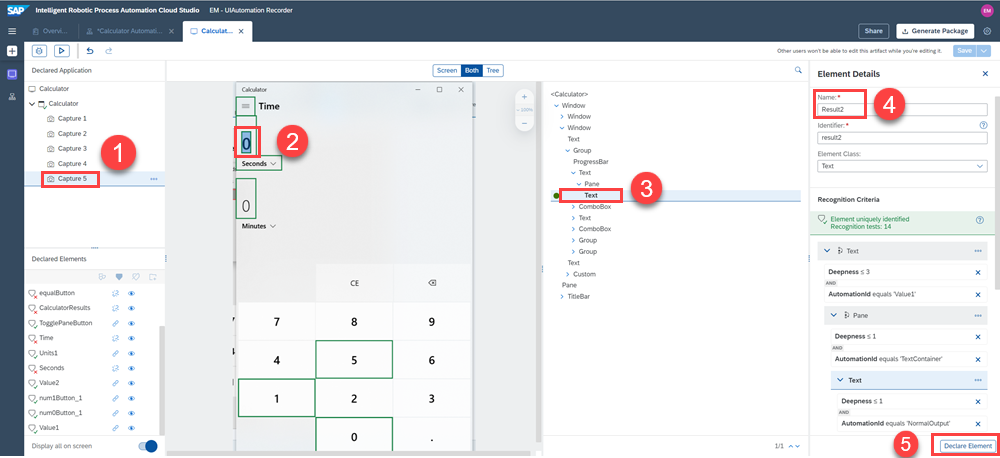 SAP Intelligent Robotic Process Automation Cloud Studio EM - UIAutomation Recorder EM
Overvi... *Calculator Automati... Calculat... Share Generate Package
Other users won't be able to edit this artifact while you're editing it. Save
Declared Application
Calculator
Calculator
Capture 1
Capture 2
Capture 3
Capture 4
Capture 5
1
Declared Elements
equalButton
CalculatorResults
TogglePaneButton
Time
Units1
Seconds
Value2
num1Button_1
num0Button_1
Value1
Display all on screen
Screen Both Tree
Calculator
Time
0
2
Seconds
0
Minutes
CE
7 8 9
4 5 6
1 2 3
0 .
100%
<Calculator>
Window
Window
Window
Text
Group
ProgressBar
Text
Pane
Text
3
ComboBox
Text
ComboBox
Group
Group
Text
Custom
Pane
TitleBar
1/1
Element Details
Name:*
Result2
4
Identifier:*
result2
Element Class:
Text
Recognition Criteria
Element uniquely identified
Recognition tests: 14
Text
Deepness ≤ 3
AND
AutomationId equals 'Value1'
Pane
Deepness ≤ 1
AND
AutomationId equals 'TextContainer'
Text
Deepness ≤ 1
AND
AutomationId equals 'NormalOutput'
5
Declare Element